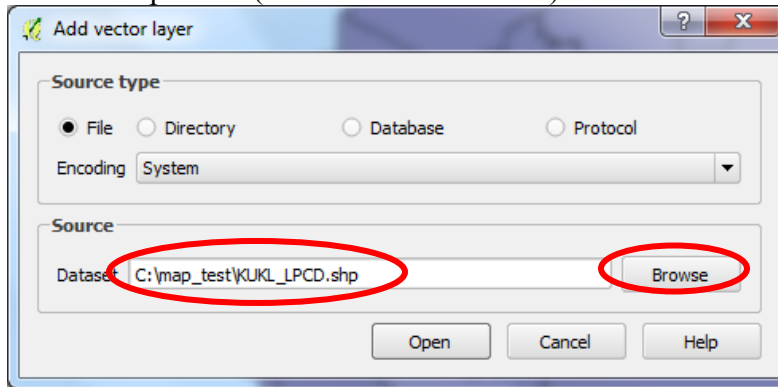 Add vector layer
?
X
Source type
File Directory Database Protocol
Encoding System
Source
Dataset C:\map_test\KUKL_LPCD.shp Browse
Open Cancel Help